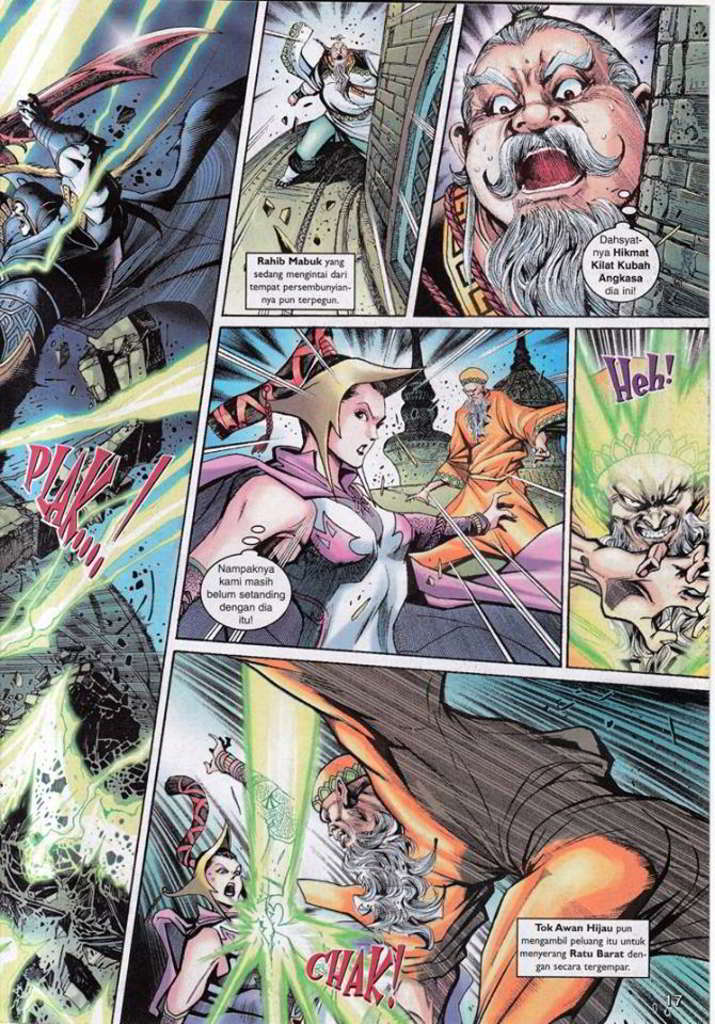 Rahib Mabuk yang
sedang mengintai dari
tempat persembunyian-
nya pun terpegun.
Dahsyat-
nya Hikmat
Kilat Kubah
Angkasa
dia ini!
PLAK....!
Nampaknya
kami masih
belum setanding
dengan dia
itu!
Heh!
CHAK!
Tok Awan Hijau pun
mengambil peluang itu untuk
menyerang Ratu Barat den-
gan secara tergempar.
17